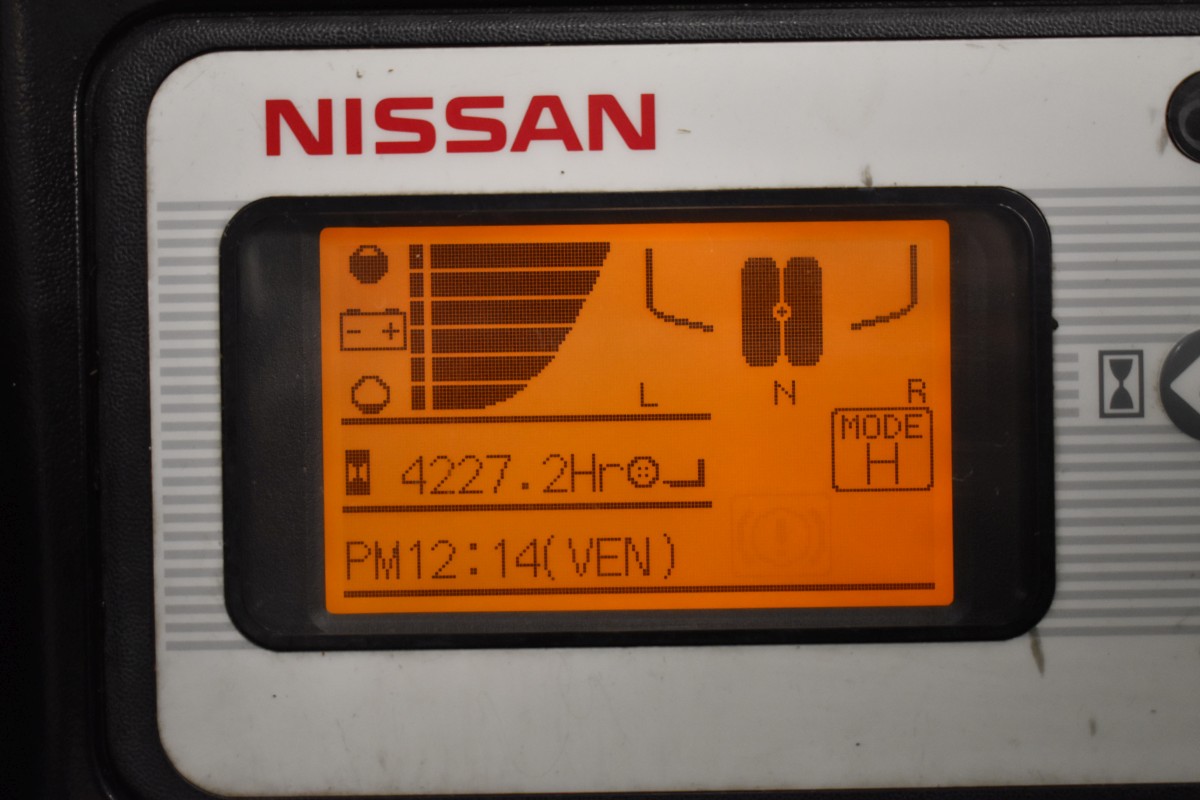 NISSAN
L N R
MODE
H
4227.2Hr
PM12:14(VEN)